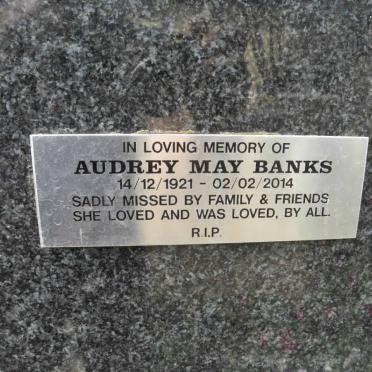 IN LOVING MEMORY OF
AUDREY MAY BANKS
14/12/1921 - 02/02/2014
SADLY MISSED BY FAMILY & FRIENDS
SHE LOVED AND WAS LOVED, BY ALL.
R.I.P.